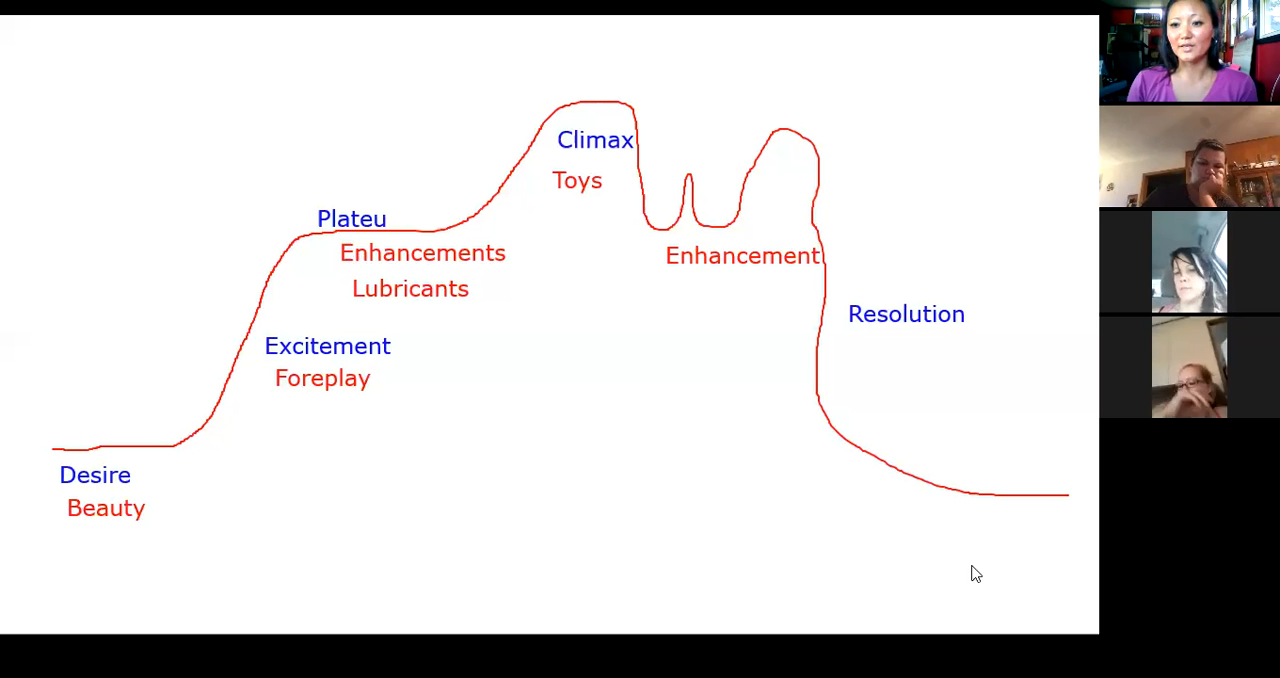 Climax
Toys
Plateu
Enhancements
Lubricants
Enhancement
Resolution
Excitement
Foreplay
Desire
Beauty